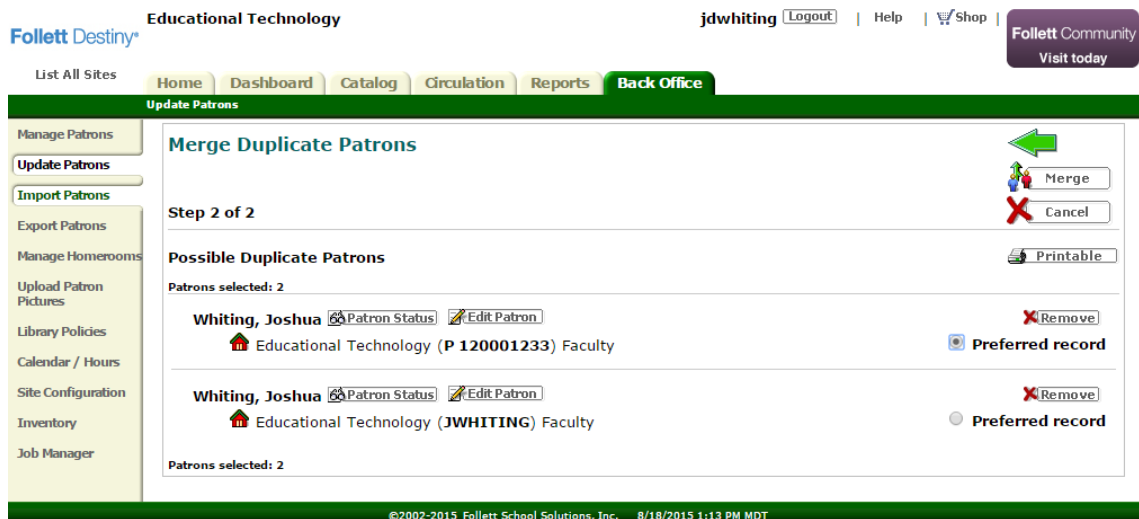 Educational Technology
jdwhiting Logout | Help | Shop |
Follett Destiny®
Follett Community
Visit today
List All Sites
Home Dashboard Catalog Circulation Reports Back Office
Update Patrons
Manage Patrons
Update Patrons
Import Patrons
Export Patrons
Manage Homerooms
Upload Patron
Pictures
Library Policies
Calendar / Hours
Site Configuration
Inventory
Job Manager
Merge Duplicate Patrons
Merge
Step 2 of 2
Cancel
Possible Duplicate Patrons
Printable
Patrons selected: 2
Whiting, Joshua Patron Status Edit Patron Remove
Educational Technology (P 120001233) Faculty Preferred record
Whiting, Joshua Patron Status Edit Patron Remove
Educational Technology (JWHITING) Faculty Preferred record
Patrons selected: 2
©2002-2015 Follett School Solutions, Inc. 8/18/2015 1:13 PM MDT